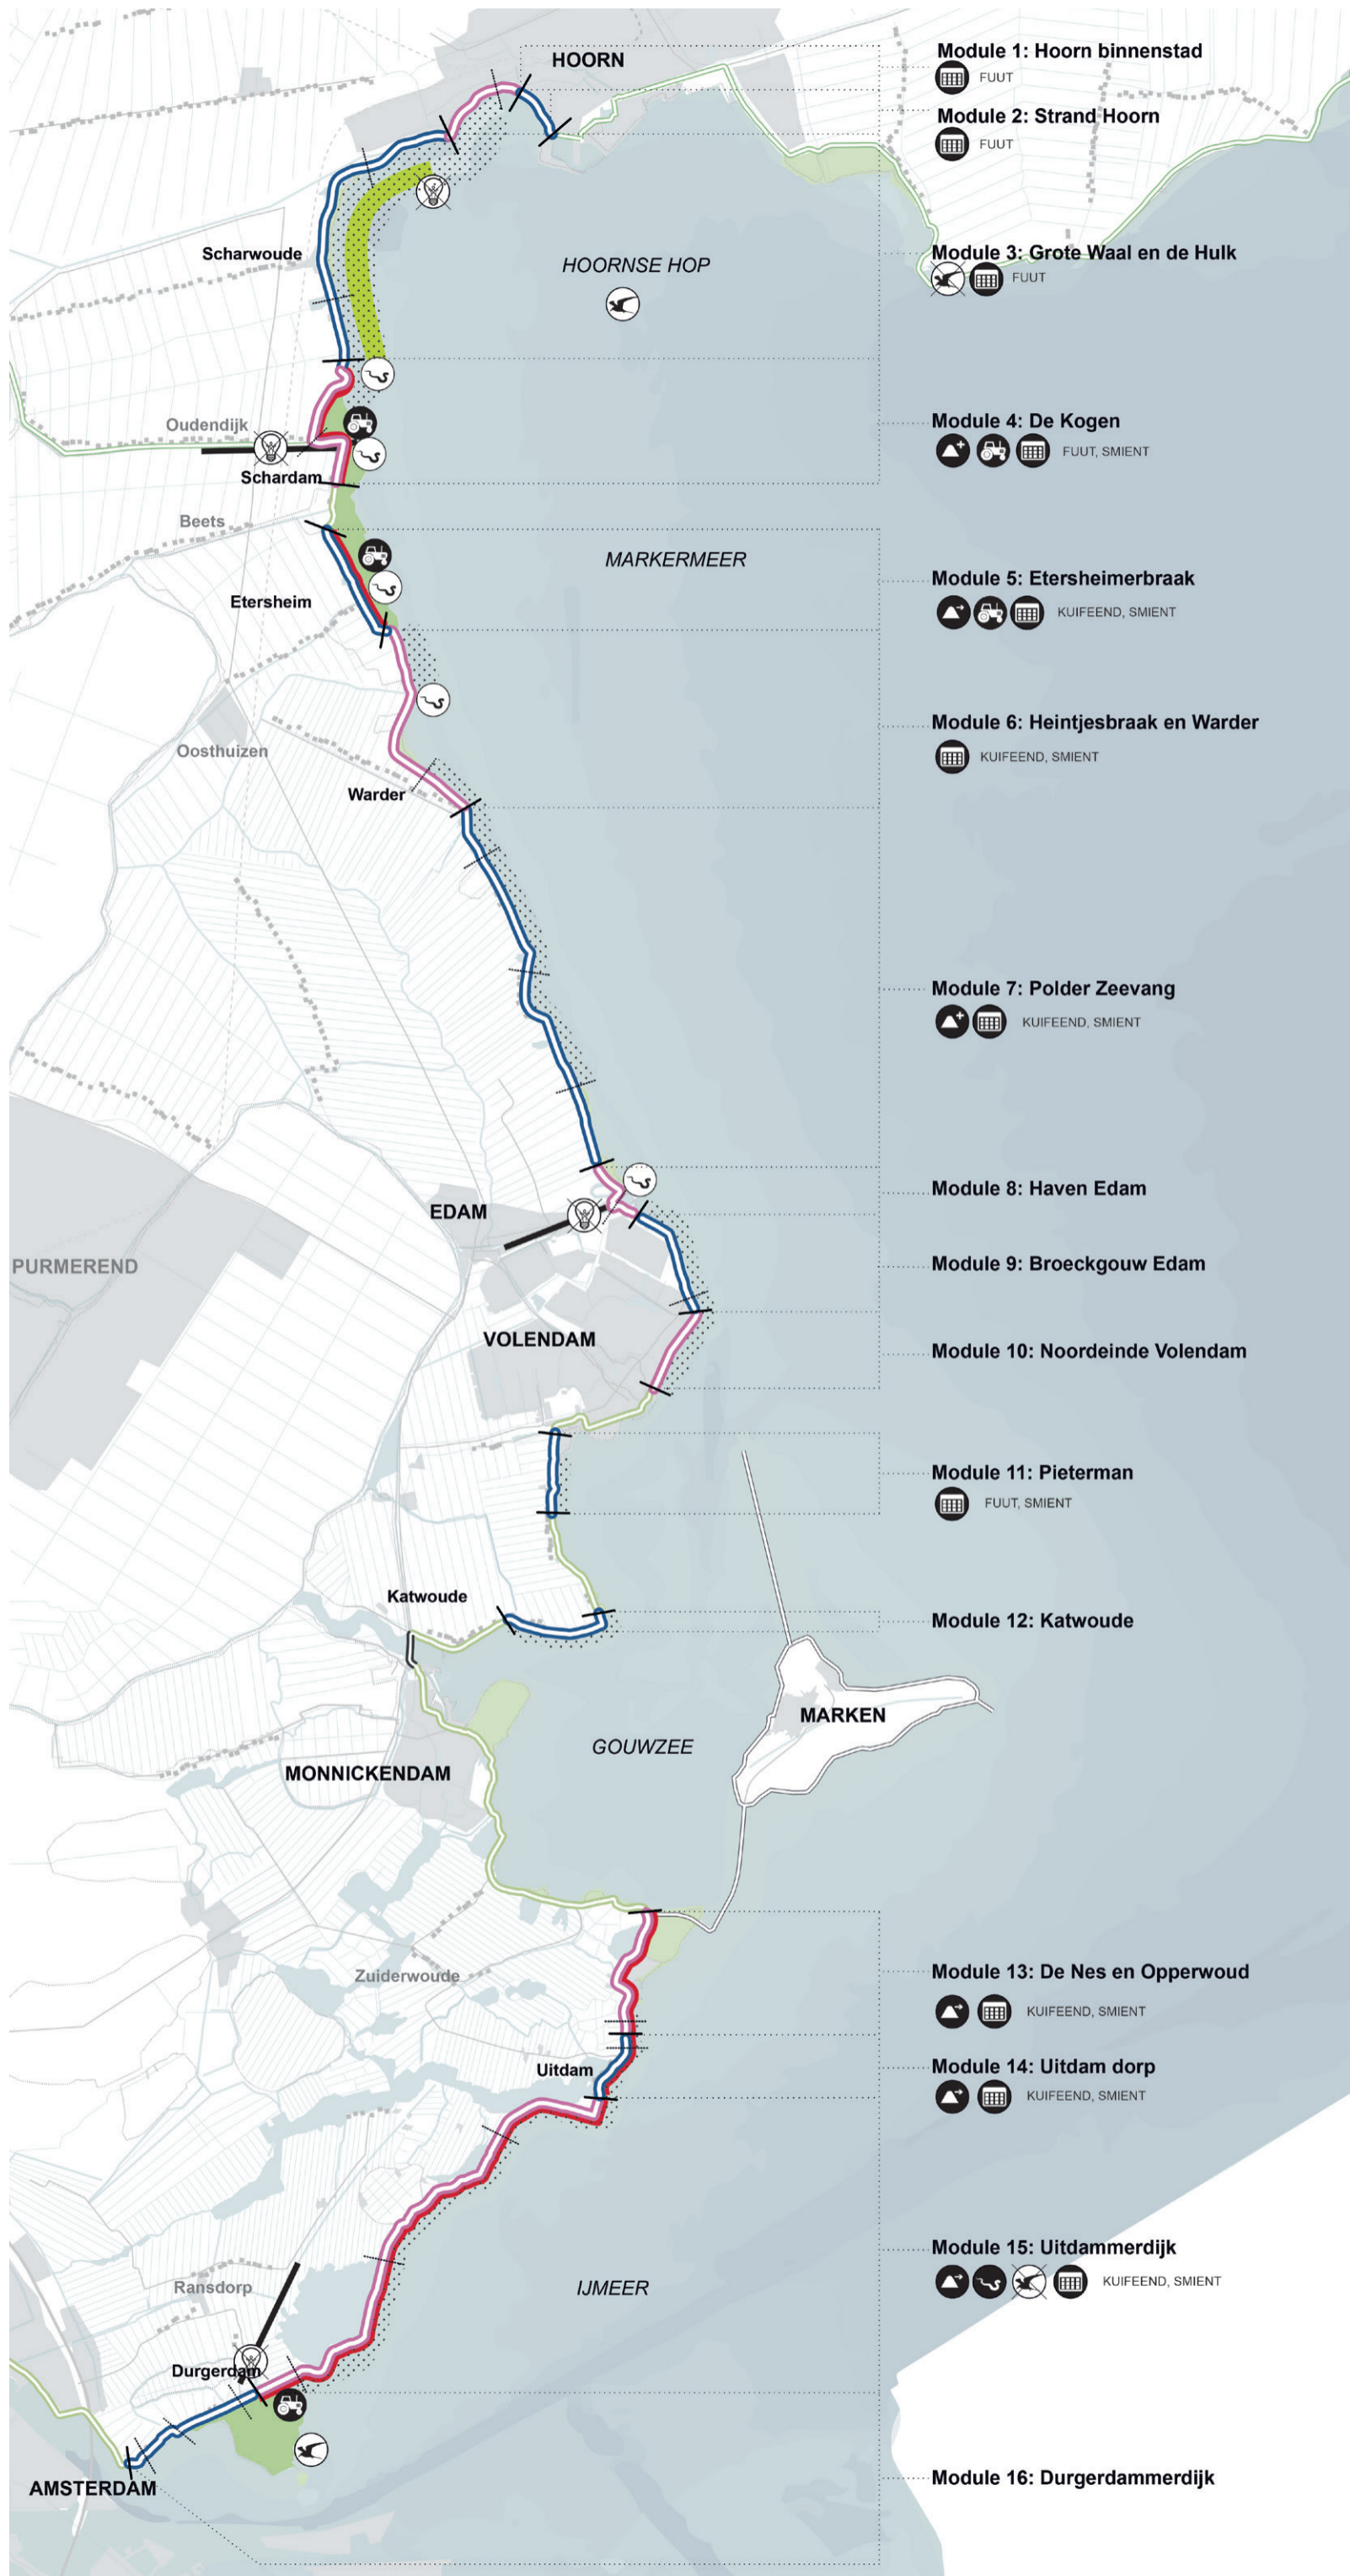 HOORN
Module 1: Hoorn binnenstad
FUUT
Module 2: Strand Hoorn
FUUT
Scharwoude
HOORNSE HOP
Module 3: Grote Waal en de Hulk
FUUT
Oudendijk
Module 4: De Kogen
FUUT, SMIENT
Schardam
Beets
MARKERMEER
Module 5: Etersheimerbraak
KUIFEEND, SMIENT
Etersheim
Oosthuizen
Module 6: Heintjesbraak en Warder
KUIFEEND, SMIENT
Warder
Module 7: Polder Zeevang
KUIFEEND, SMIENT
Module 8: Haven Edam
EDAM
PURMEREND
Module 9: Broeckgouw Edam
VOLENDAM
Module 10: Noordeinde Volendam
Module 11: Pieterman
FUUT, SMIENT
Katwoude
Module 12: Katwoude
MARKEN
GOUWZEE
MONNICKENDAM
Zuiderwoude
Module 13: De Nes en Opperwoud
KUIFEEND, SMIENT
Uitdam
Module 14: Uitdam dorp
KUIFEEND, SMIENT
Module 15: Uitdammerdijk
KUIFEEND, SMIENT
Ransdorp
IJMEER
Durgerdam
Module 16: Durgerdammerdijk
AMSTERDAM